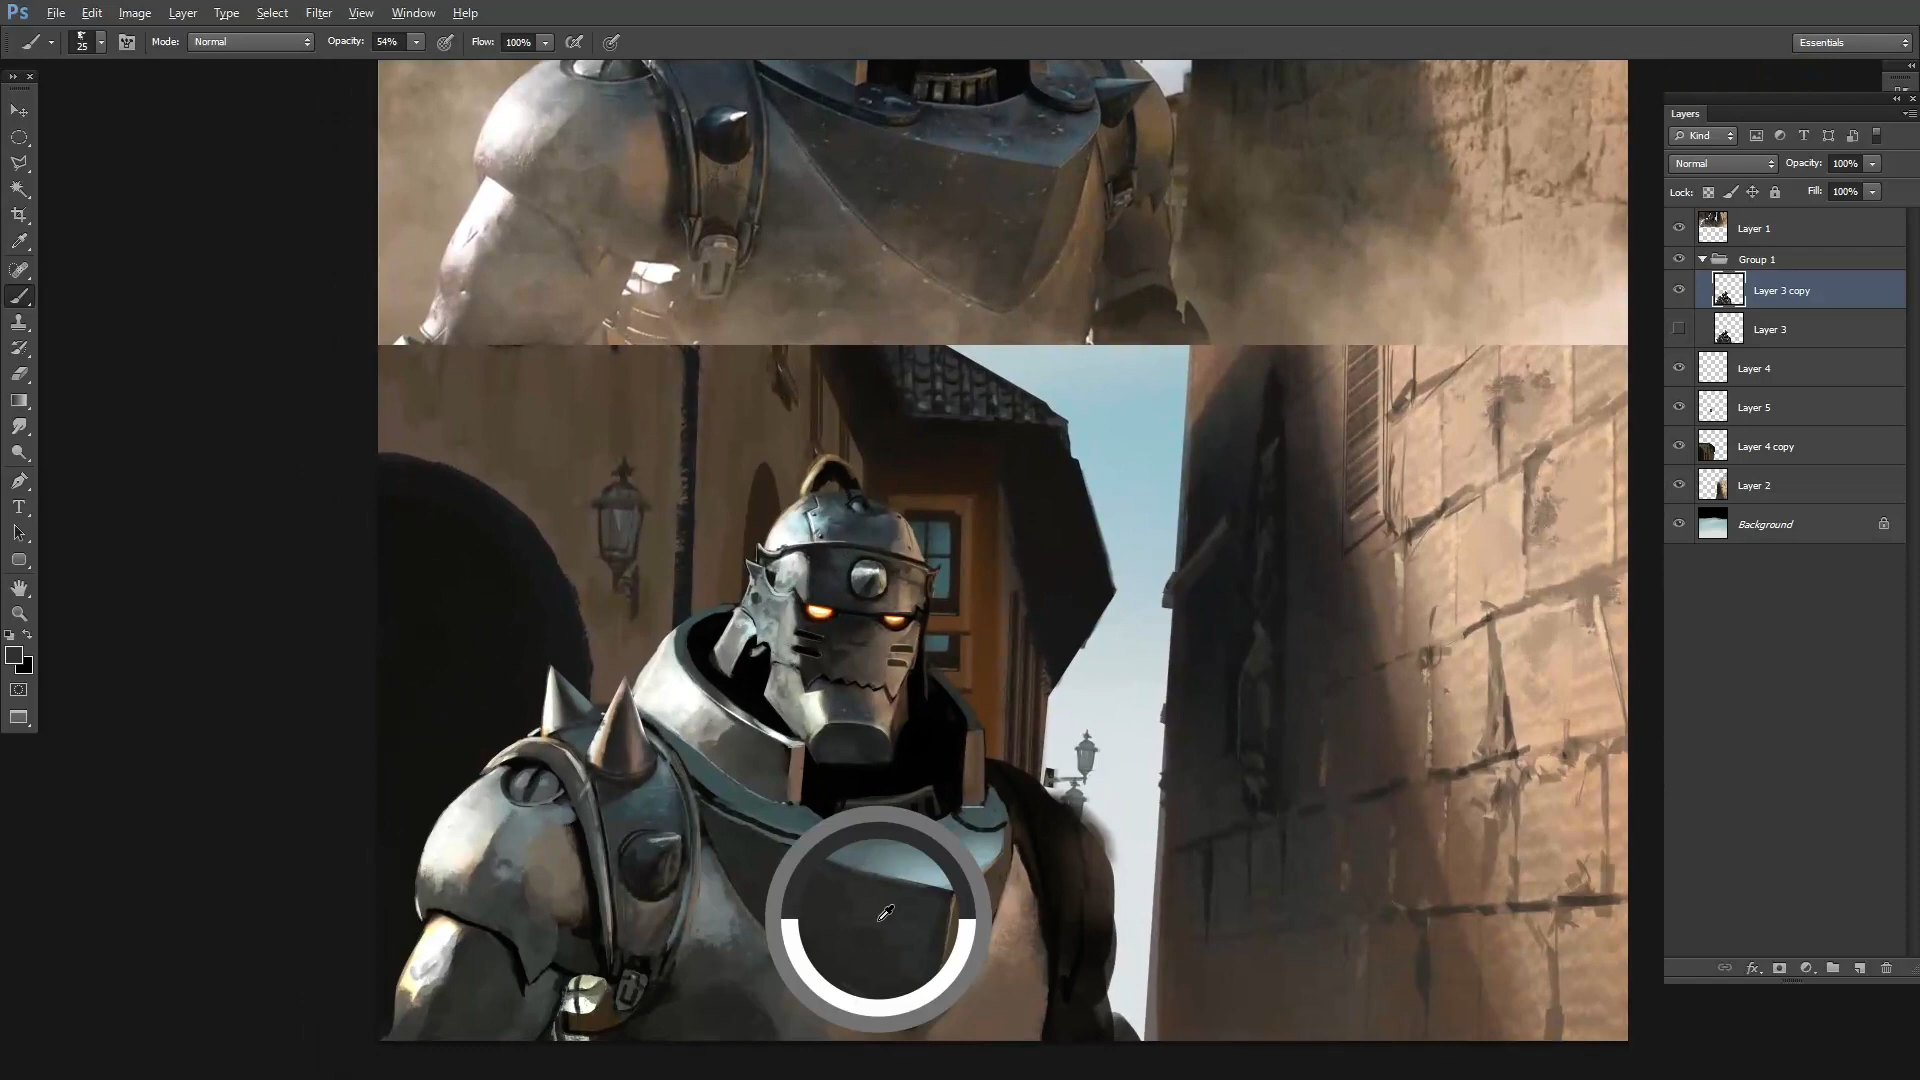 Ps File Edit Image Layer Type Select Filter View Window Help
25 Mode: Normal Opacity: 54% Flow: 100% Essentials
Layers
Kind
Normal Opacity: 100%
Lock: Fill: 100%
Layer 1
Group 1
Layer 3 copy
Layer 3
Layer 4
Layer 5
Layer 4 copy
Layer 2
Background
fx